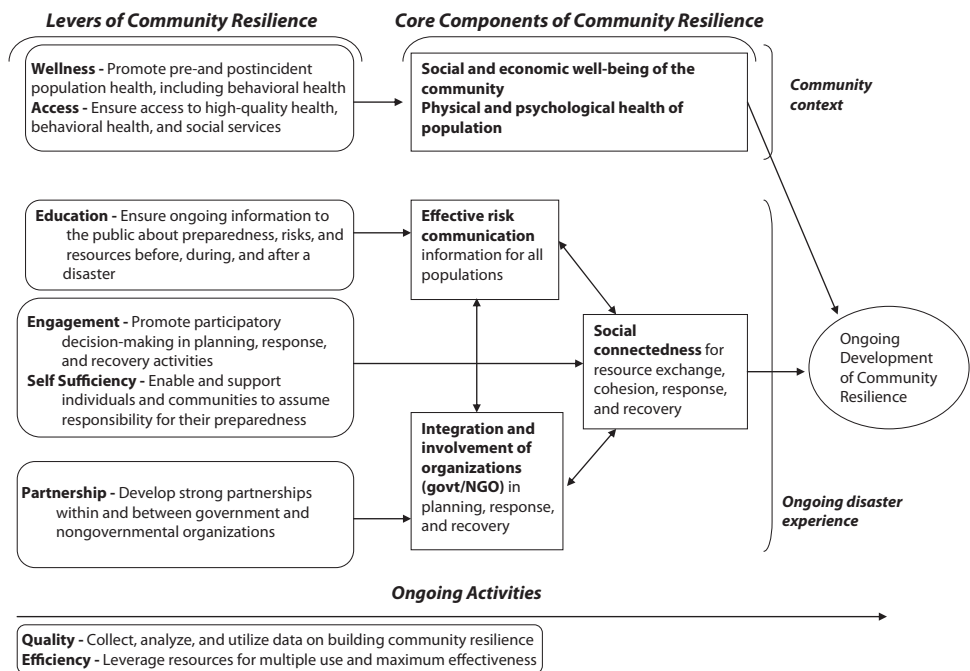 Levers of Community Resilience
Core Components of Community Resilience
Wellness - Promote pre-and postincident
population health, including behavioral health
Access - Ensure access to high-quality health,
behavioral health, and social services
Social and economic well-being of the
community
Physical and psychological health of
population
Community
context
Education - Ensure ongoing information to
the public about preparedness, risks, and
resources before, during, and after a
disaster
Effective risk
communication
information for all
populations
Engagement - Promote participatory
decision-making in planning, response,
and recovery activities
Self Sufficiency - Enable and support
individuals and communities to assume
responsibility for their preparedness
Social
connectedness for
resource exchange,
cohesion, response,
and recovery
Ongoing
Development
of Community
Resilience
Partnership - Develop strong partnerships
within and between government and
nongovernmental organizations
Integration and
involvement of
organizations
(govt/NGO) in
planning, response,
and recovery
Ongoing disaster
experience
Ongoing Activities
Quality - Collect, analyze, and utilize data on building community resilience
Efficiency - Leverage resources for multiple use and maximum effectiveness